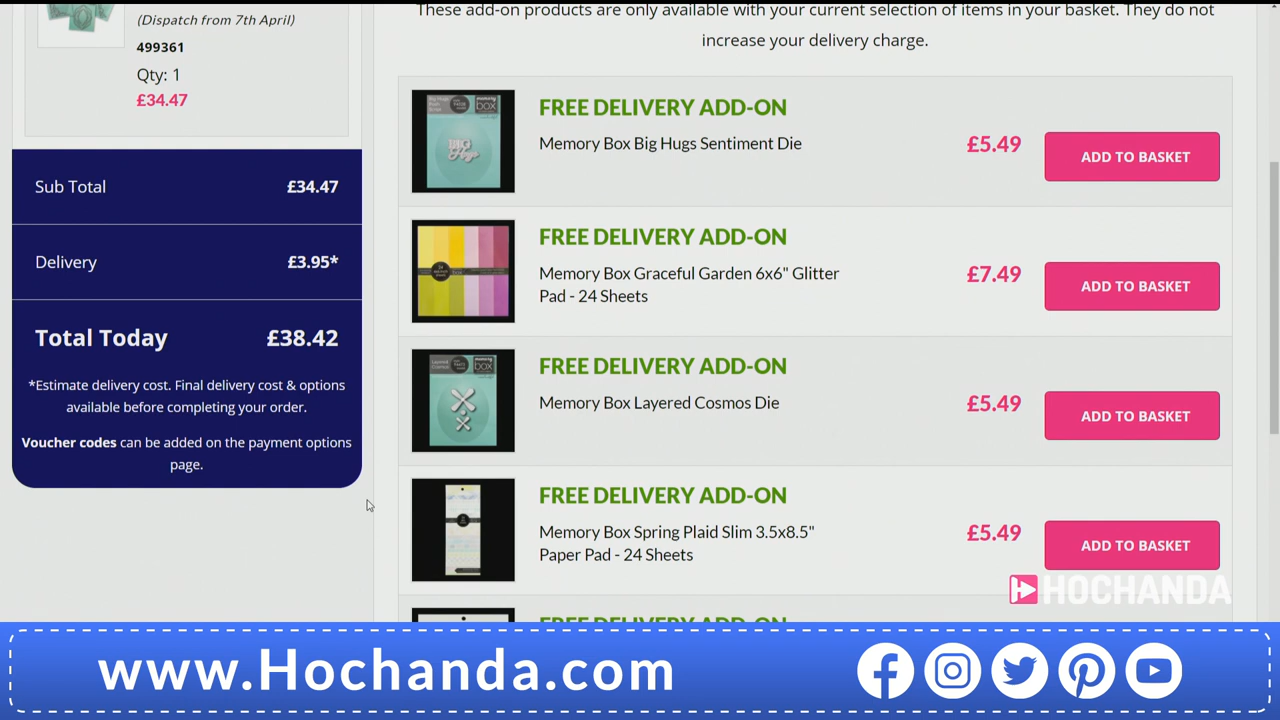 (Dispatch from 7th April)
499361
Qty: 1
£34.47
Sub Total £34.47
Delivery £3.95*
Total Today £38.42
*Estimate delivery cost. Final delivery cost & options
available before completing your order.
Voucher codes can be added on the payment options
page.
These add-on products are only available with your current selection of items in your basket. They do not
increase your delivery charge.
FREE DELIVERY ADD-ON
Memory Box Big Hugs Sentiment Die
£5.49
ADD TO BASKET
FREE DELIVERY ADD-ON
Memory Box Graceful Garden 6x6" Glitter
Pad - 24 Sheets
£7.49
ADD TO BASKET
FREE DELIVERY ADD-ON
Memory Box Layered Cosmos Die
£5.49
ADD TO BASKET
FREE DELIVERY ADD-ON
Memory Box Spring Plaid Slim 3.5x8.5"
Paper Pad - 24 Sheets
£5.49
ADD TO BASKET
HOCHANDA
FREE DELIVERY ADD-ON
www.Hochanda.com